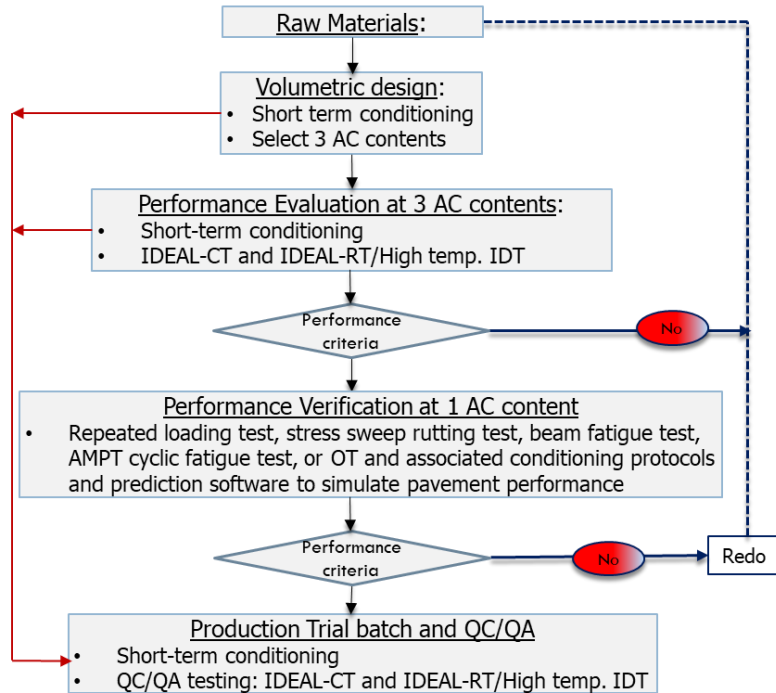 Raw Materials:
Volumetric design:
• Short term conditioning
• Select 3 AC contents
Performance Evaluation at 3 AC contents:
• Short-term conditioning
• IDEAL-CT and IDEAL-RT/High temp. IDT
Performance
criteria
No
Performance Verification at 1 AC content
• Repeated loading test, stress sweep rutting test, beam fatigue test,
AMPT cyclic fatigue test, or OT and associated conditioning protocols
and prediction software to simulate pavement performance
Performance
criteria
No
Redo
Production Trial batch and QC/QA
• Short-term conditioning
• QC/QA testing: IDEAL-CT and IDEAL-RT/High temp. IDT